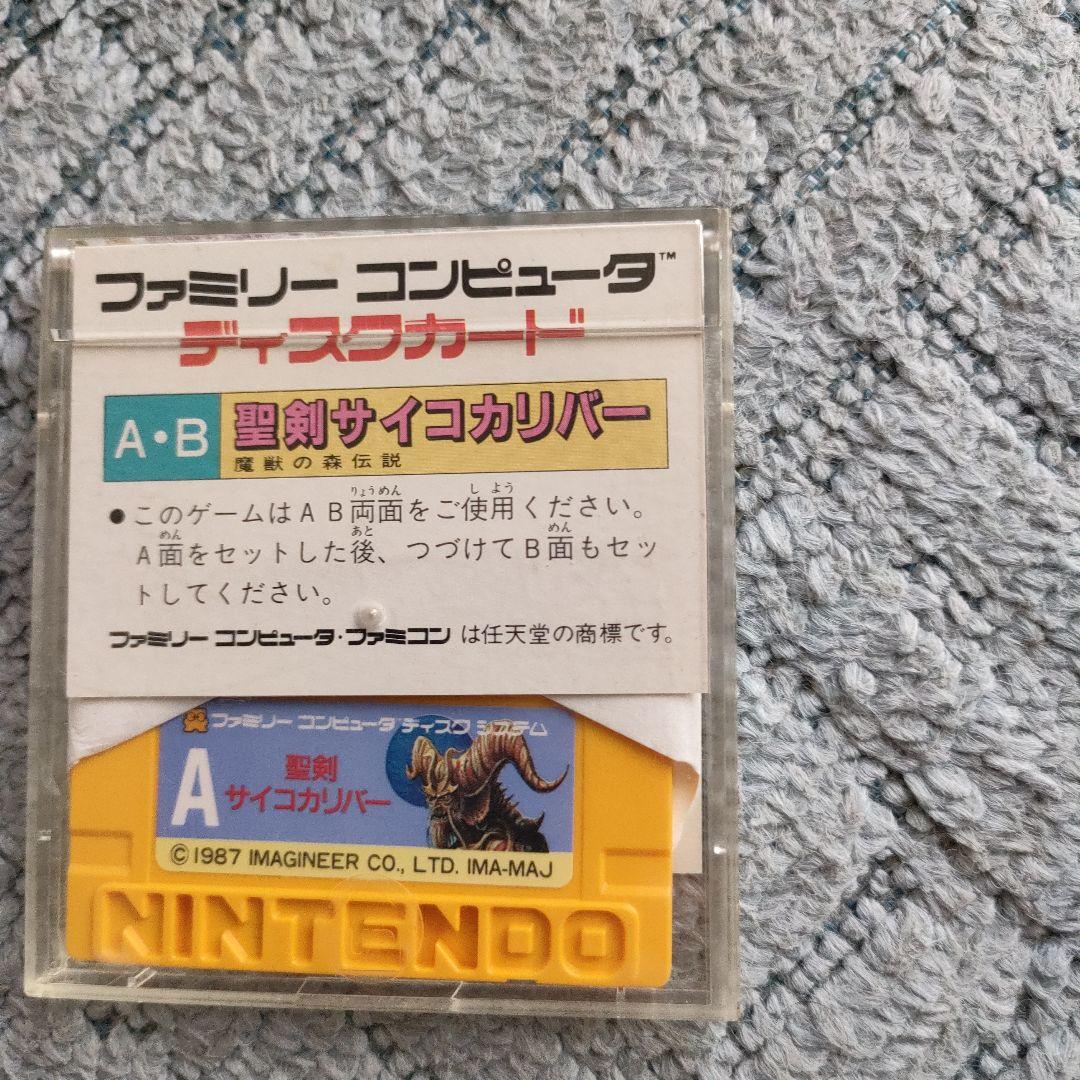 ファミリー コンピュータ™
ディスクカード
A・B
聖剣サイコカリバー
魔獣の森伝説
りょうめん し よう
●このゲームはAB両面をご使用ください。
めん あと めん
A面をセットした後、つづけてB面もセッ
トしてください。
ファミリー コンピュータ・ファミコン は任天堂の商標です。
ファミリー コンピュータ ディスク システム
A
聖剣
サイコカリバー
©1987 IMAGINEER CO., LTD. IMA-MAJ
NINTENDO